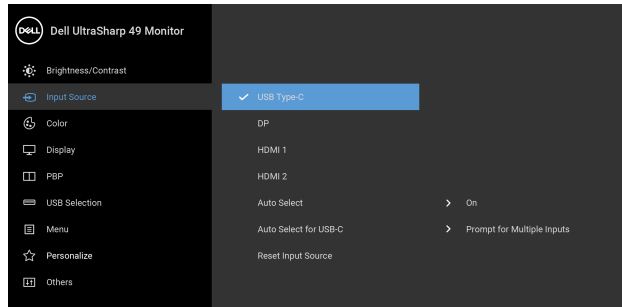 DELL Dell UltraSharp 49 Monitor
Brightness/Contrast
Input Source USB Type-C
Color DP
Display HDMI 1
PBP HDMI 2
USB Selection Auto Select On
Menu Auto Select for USB-C Prompt for Multiple Inputs
Personalize Reset Input Source
Others